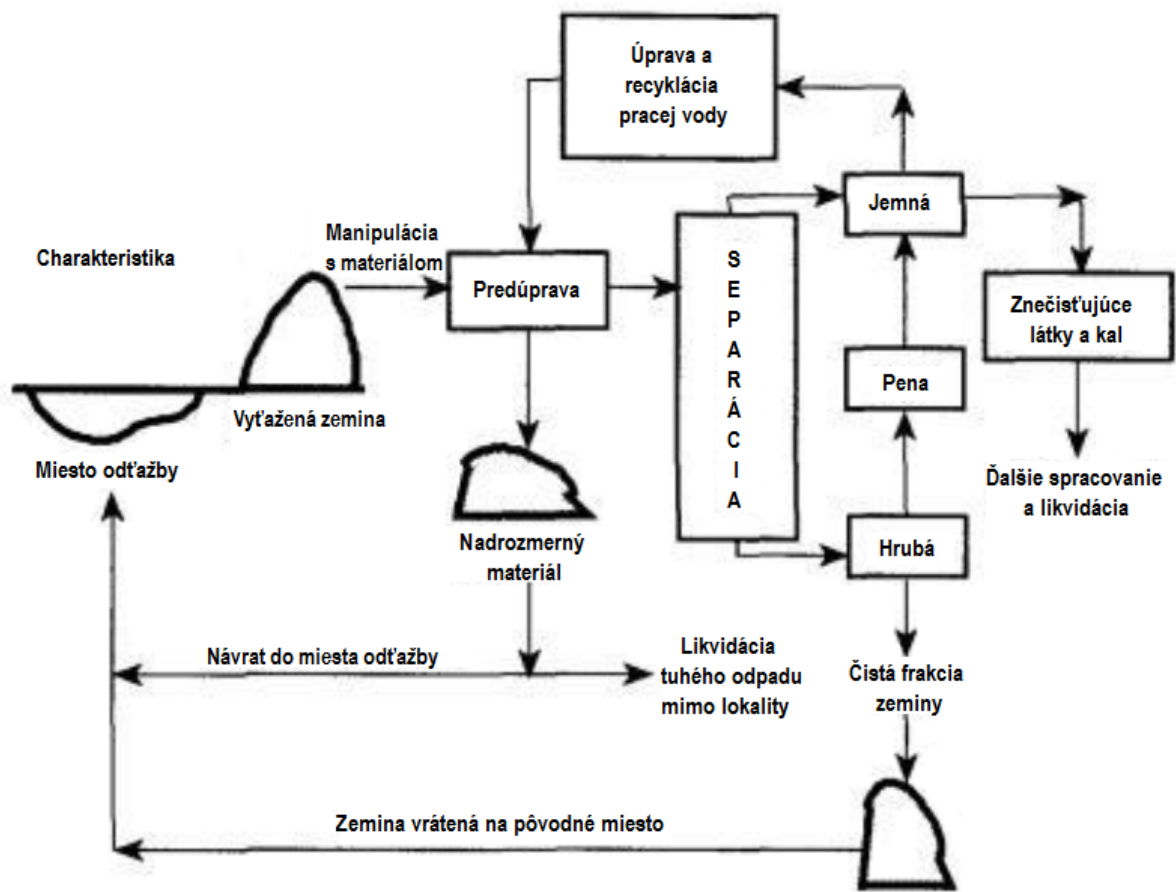 Úprava a
recyklácia
pracej vody
Jemná
Manipulácia
s materiálom
Charakteristika
Predúprava
SEPARÁCIA
Znečisťujúce
látky a kal
Pena
Vyťažená zemina
Miesto odťažby
Ďalšie spracovanie
a likvidácia
Hrubá
Nadrozmerný
materiál
Návrat do miesta odťažby
Likvidácia
tuhého odpadu
mimo lokality
Čistá frakcia
zeminy
Zemina vrátená na pôvodné miesto